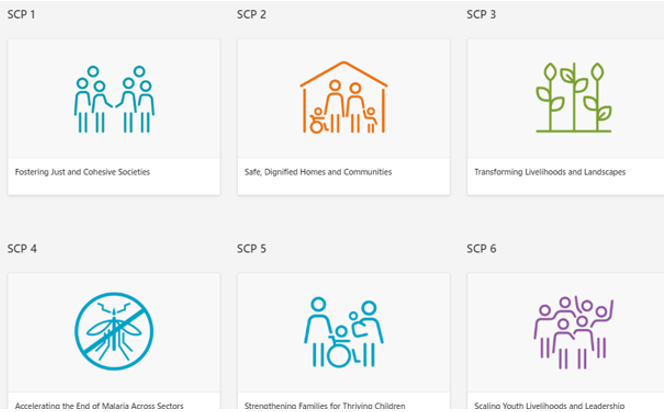 SCP 1
SCP 2
SCP 3
Fostering Just and Cohesive Societies
Safe, Dignified Homes and Communities
Transforming Livelihoods and Landscapes
SCP 4
SCP 5
SCP 6
Accelerating the End of Malaria Across Sectors
Strengthening Families for Thriving Children
Scaling Youth Livelihoods and Leadership